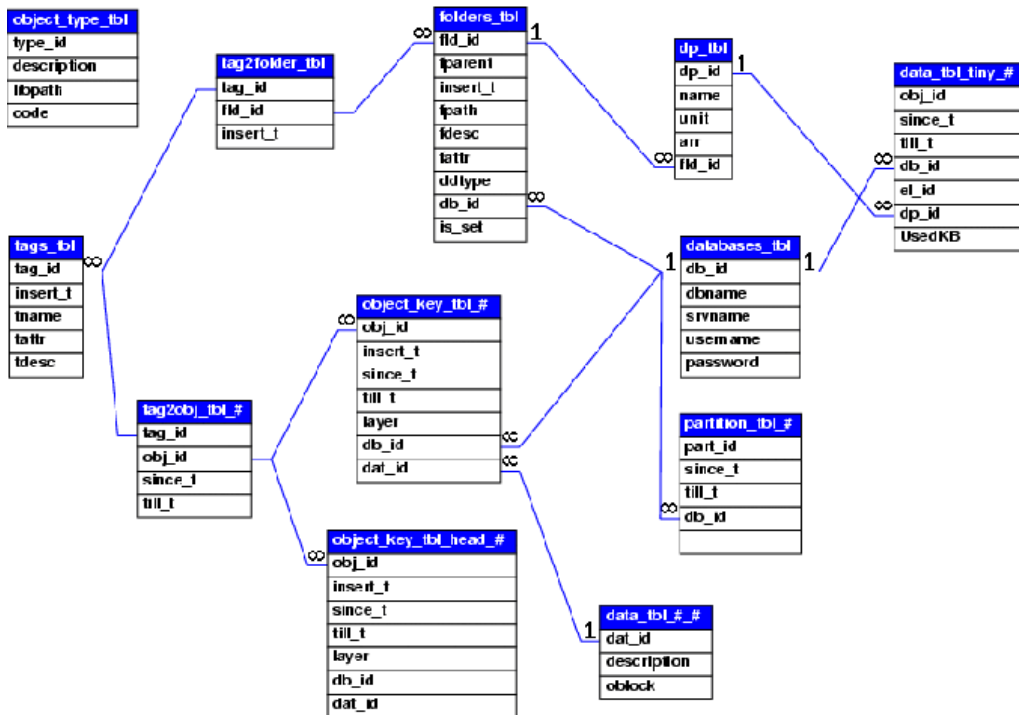 object_type_tbl
type_id
description
libpath
code
tag2folder_tbl
tag_id
fld_id
insert_t
∞
folders_tbl
1
fld_id
fparent
insert_t
fpath
fdesc
fattr
ddtype
db_id
∞
is_set
dp_tbl
dp_id
1
name
unit
arr
∞
fld_id
data_tbl_tiny_#
obj_id
since_t
till_t
∞
db_id
el_id
∞
dp_id
UsedKB
tags_tbl
∞
tag_id
insert_t
tname
tattr
tdesc
1
databases_tbl
1
db_id
dbname
srvname
username
password
object_key_tbl_#
∞
obj_id
insert_t
since_t
till_t
layer
db_id
∞
dat_id
∞
tag2obj_tbl_#
tag_id
obj_id
since_t
till_t
partition_tbl_#
part_id
since_t
till_t
∞
db_id
object_key_tbl_head_#
∞
obj_id
insert_t
since_t
till_t
layer
db_id
dat_id
data_tbl_#_#
1
dat_id
description
oblock